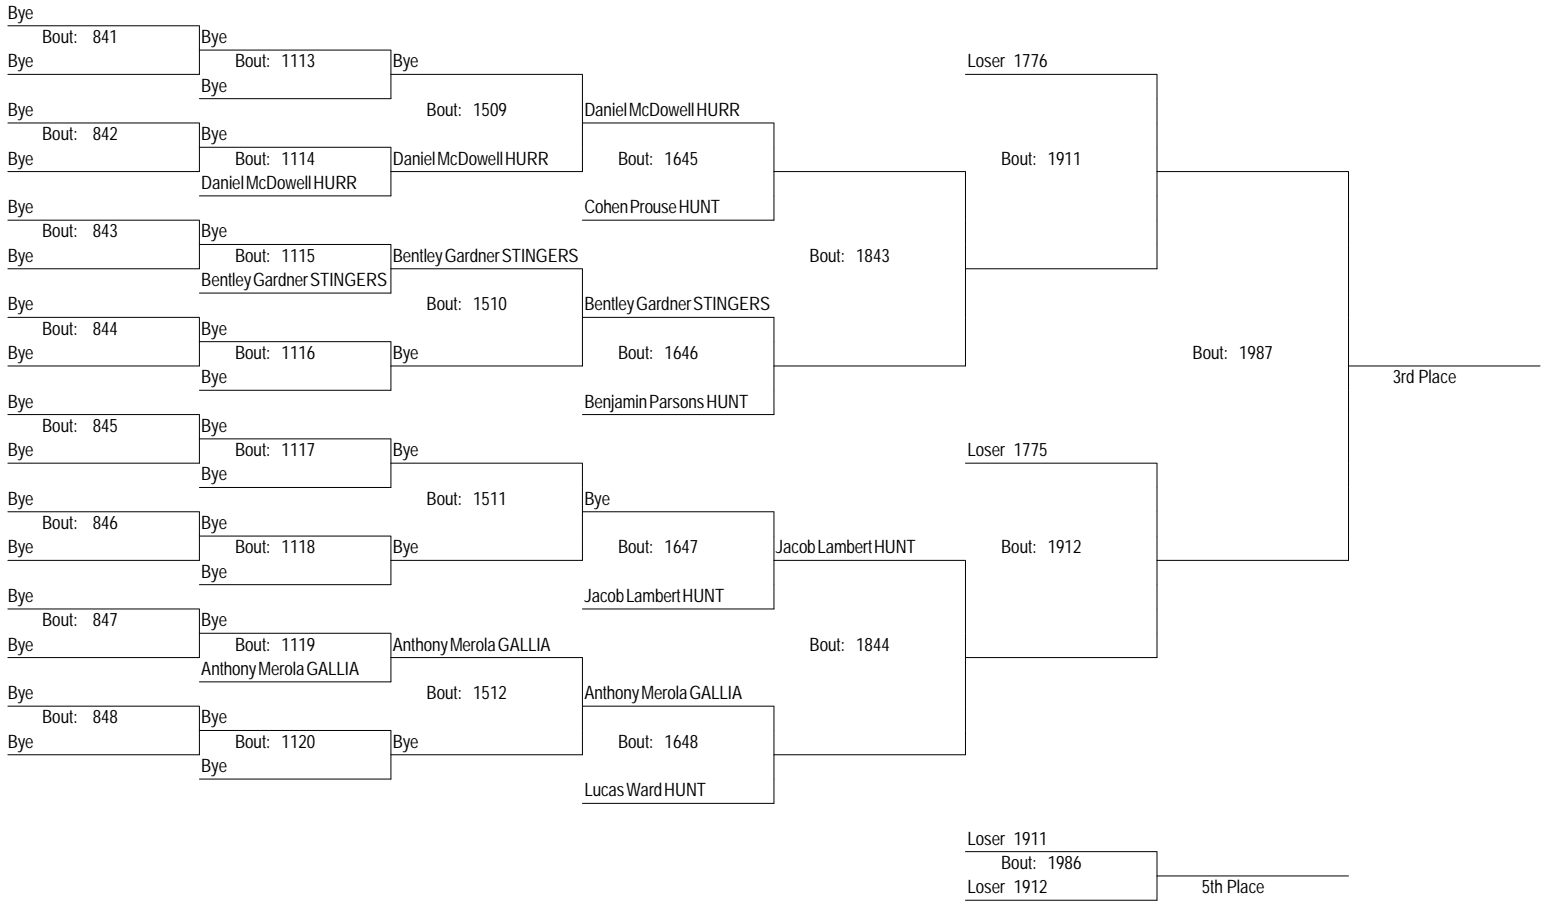 Bye
Bout: 841
Bye
Bye
Bout: 1113
Bye
Bye
Loser 1776
Bye
Bout: 1509
Daniel McDowell HURR
Bout: 842
Bye
Bye
Bout: 1114
Daniel McDowell HURR
Bout: 1645
Bout: 1911
Daniel McDowell HURR
Bye
Cohen Prouse HUNT
Bout: 843
Bye
Bye
Bout: 1115
Bentley Gardner STINGERS
Bout: 1843
Bentley Gardner STINGERS
Bye
Bout: 1510
Bentley Gardner STINGERS
Bout: 844
Bye
Bye
Bout: 1116
Bye
Bout: 1646
Bout: 1987
Bye
3rd Place
Bye
Benjamin Parsons HUNT
Bout: 845
Bye
Bye
Bout: 1117
Bye
Loser 1775
Bye
Bye
Bout: 1511
Bye
Bout: 846
Bye
Bye
Bout: 1118
Bye
Bout: 1647
Jacob Lambert HUNT
Bout: 1912
Bye
Bye
Jacob Lambert HUNT
Bout: 847
Bye
Bye
Bout: 1119
Anthony Merola GALLIA
Bout: 1844
Anthony Merola GALLIA
Bye
Bout: 1512
Anthony Merola GALLIA
Bout: 848
Bye
Bye
Bout: 1120
Bye
Bout: 1648
Bye
Lucas Ward HUNT
Loser 1911
Bout: 1986
Loser 1912
5th Place